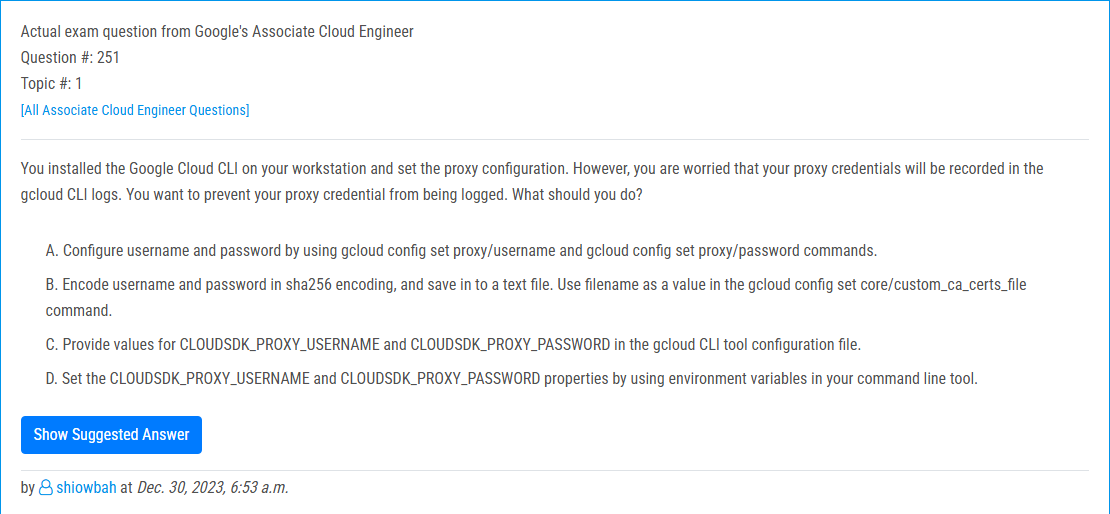 Actual exam question from Google's Associate Cloud Engineer
Question #: 251
Topic #: 1
[All Associate Cloud Engineer Questions]
You installed the Google Cloud CLI on your workstation and set the proxy configuration. However, you are worried that your proxy credentials will be recorded in the
gcloud CLI logs. You want to prevent your proxy credential from being logged. What should you do?
A. Configure username and password by using gcloud config set proxy/username and gcloud config set proxy/password commands.
B. Encode username and password in sha256 encoding, and save in to a text file. Use filename as a value in the gcloud config set core/custom_ca_certs_file
command.
C. Provide values for CLOUDSDK_PROXY_USERNAME and CLOUDSDK_PROXY_PASSWORD in the gcloud CLI tool configuration file.
D. Set the CLOUDSDK_PROXY_USERNAME and CLOUDSDK_PROXY_PASSWORD properties by using environment variables in your command line tool.
Show Suggested Answer
by shiowbah at Dec. 30, 2023, 6:53 a.m.